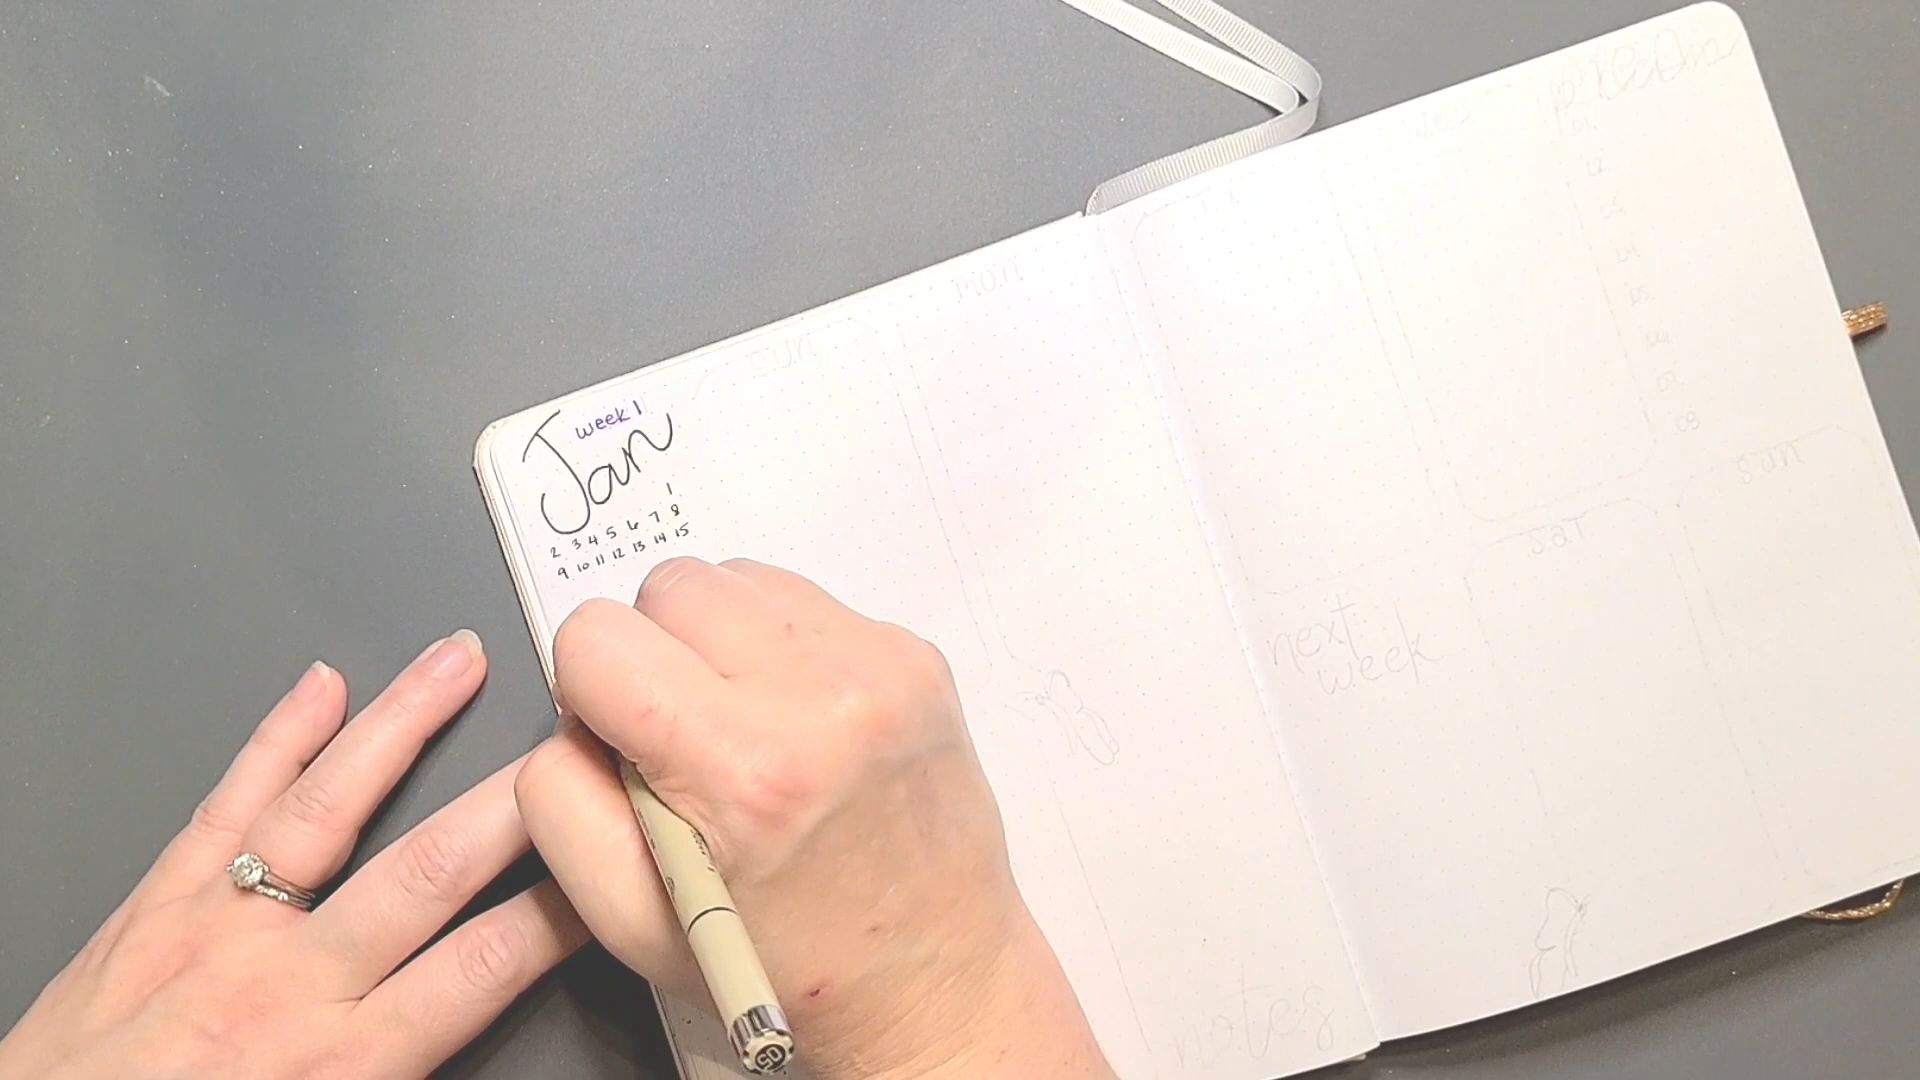 week 1
Jan
1
2 3 4 5 6 7 8
9 10 11 12 13 14 15
sun
mon
01.
02.
03.
04.
05.
06.
07.
08
next
week
sat
sun
notes
05